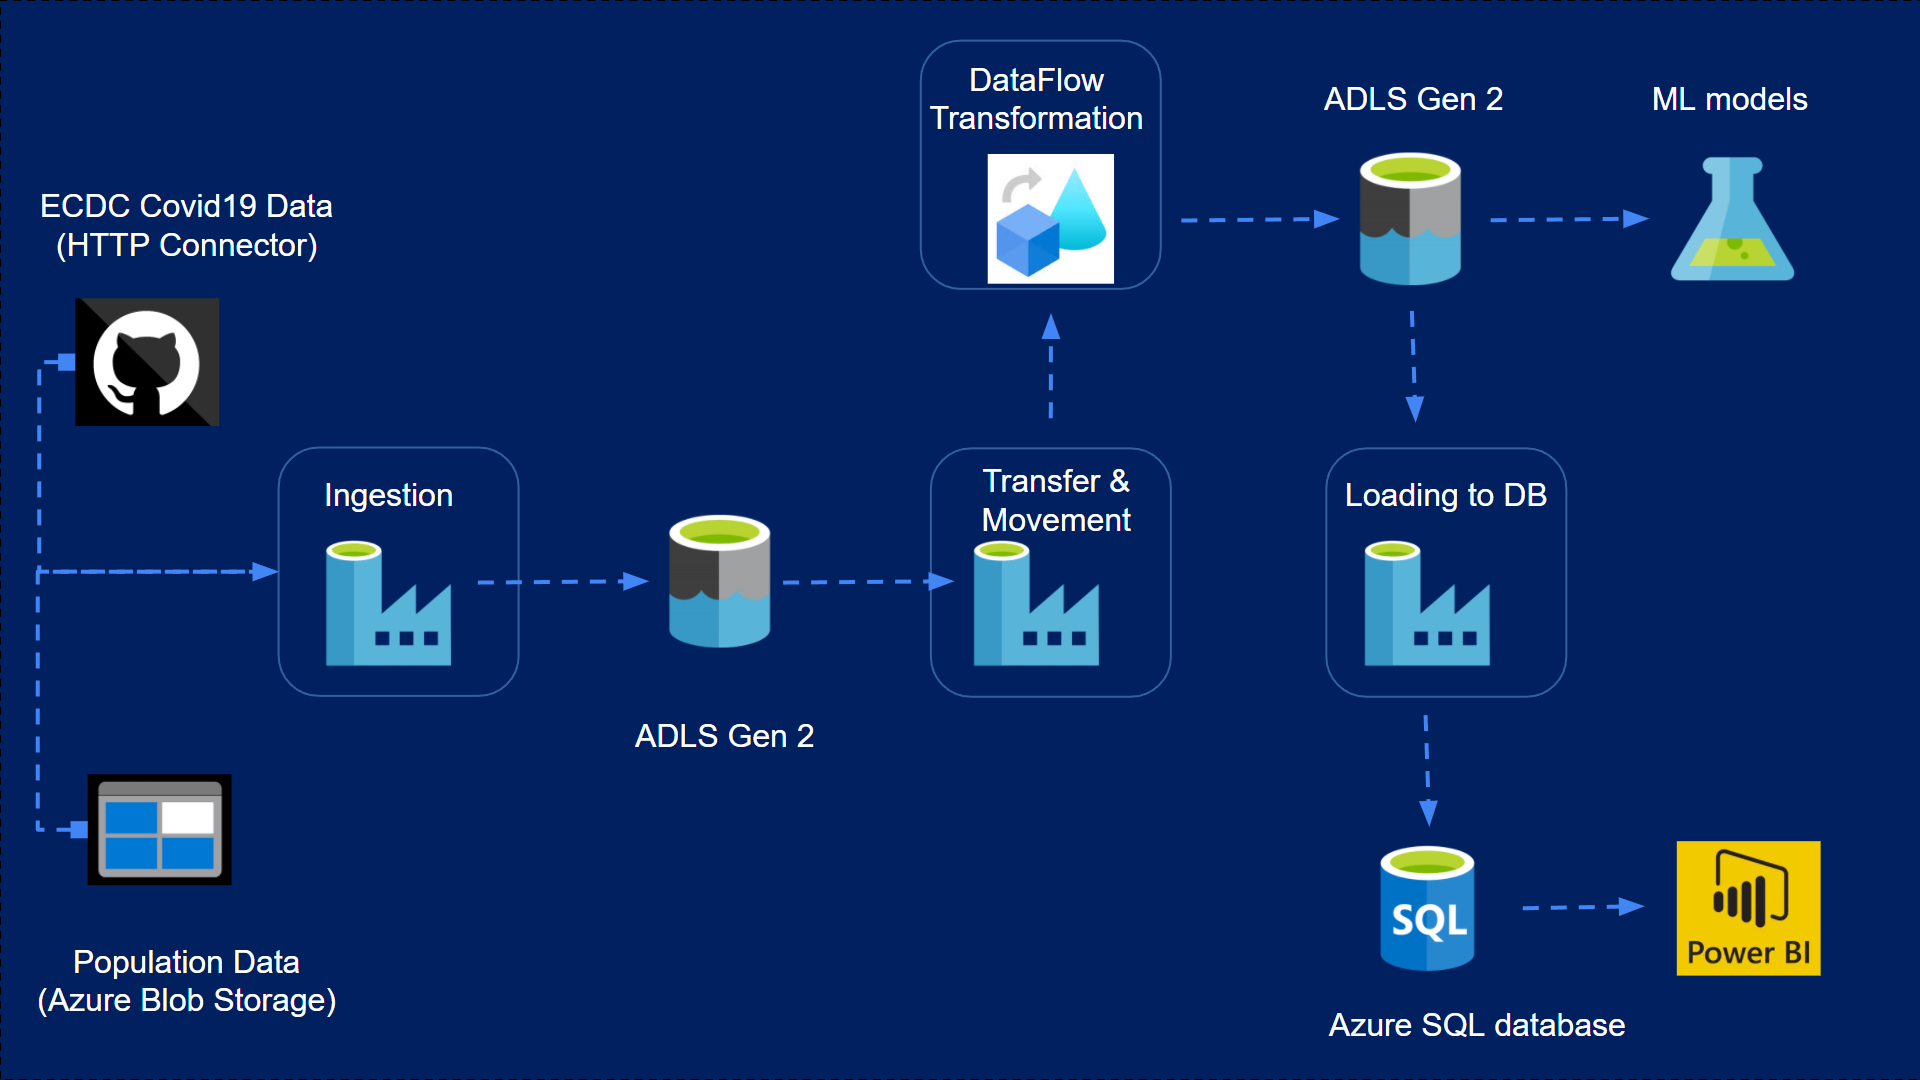 DataFlow
Transformation
ADLS Gen 2
ML models
ECDC Covid19 Data
(HTTP Connector)
Ingestion
Transfer &
Movement
Loading to DB
ADLS Gen 2
SQL
Power BI
Population Data
(Azure Blob Storage)
Azure SQL database